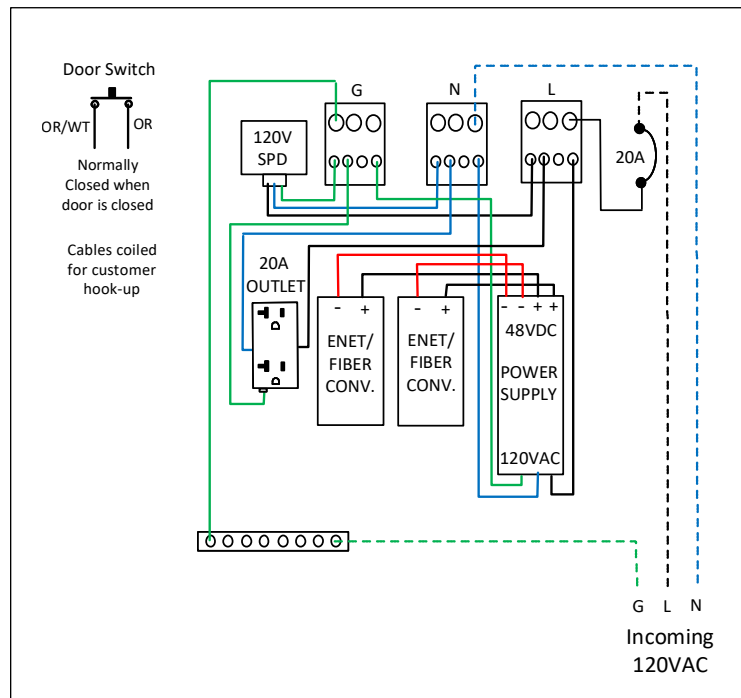 Door Switch
OR/WT
OR
Normally
Closed when
door is closed
Cables coiled
for customer
hook-up
G
N
L
120V
SPD
20A
20A
OUTLET
- +
ENET/
FIBER
CONV.
- +
ENET/
FIBER
CONV.
- - + +
48VDC
POWER
SUPPLY
120VAC
G L N
Incoming
120VAC